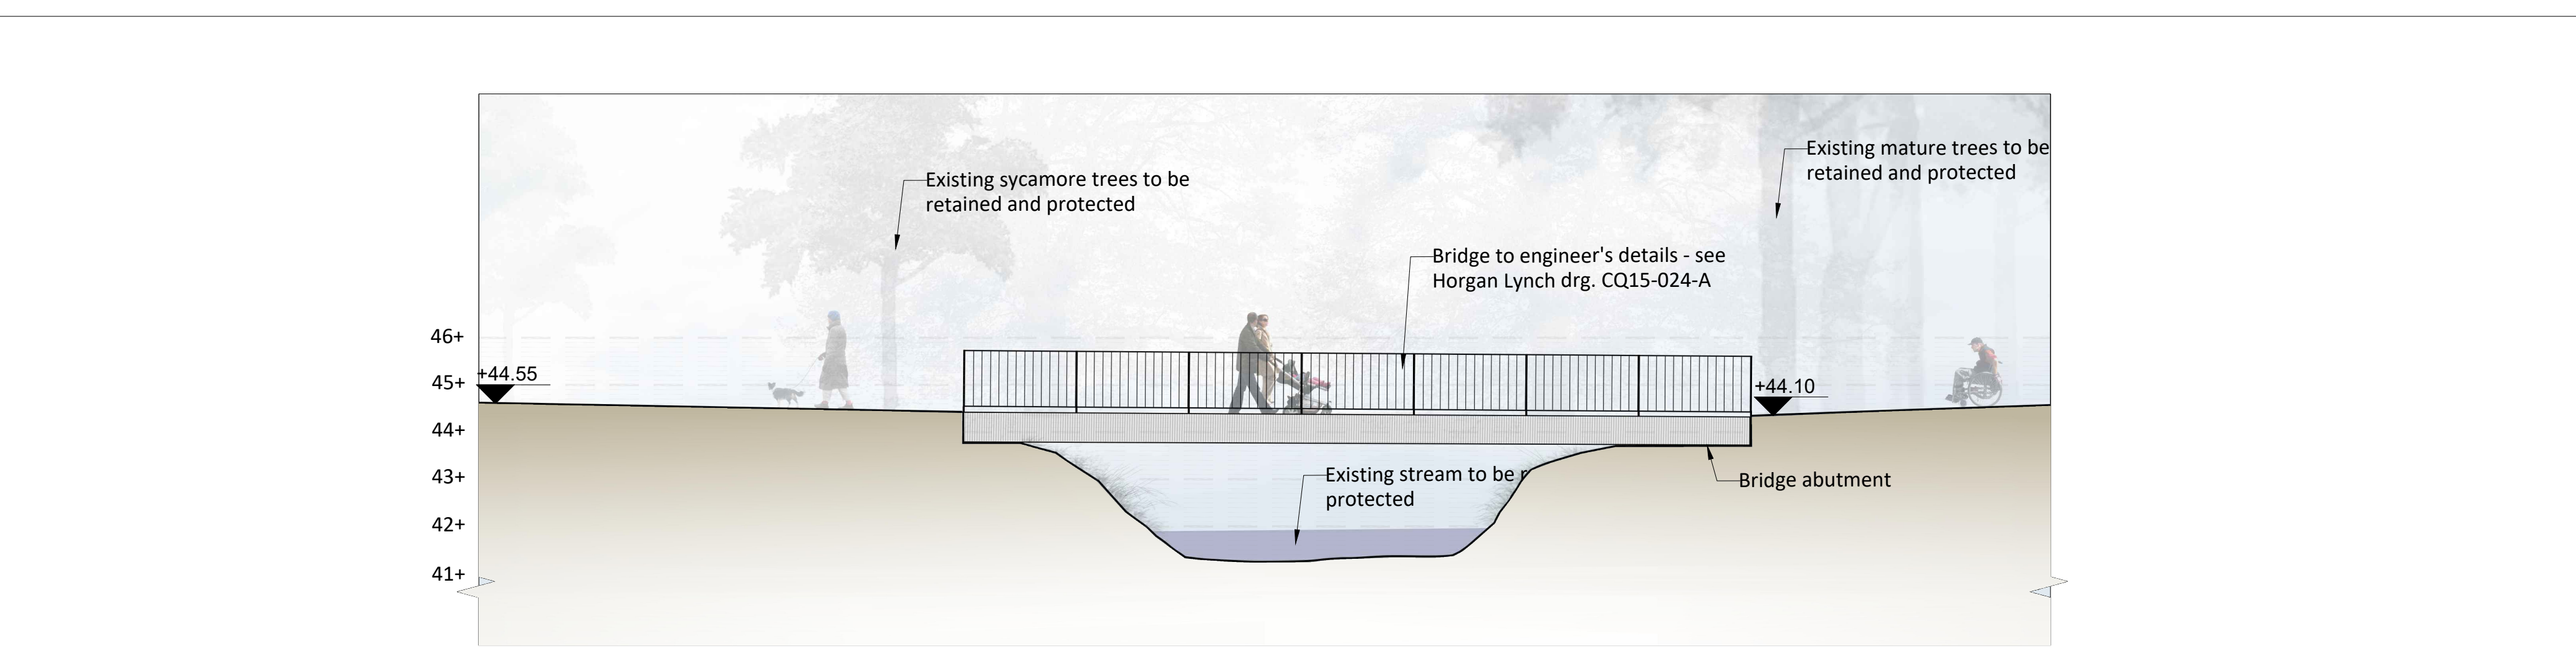 Existing mature trees to be
retained and protected
Existing sycamore trees to be
retained and protected
Bridge to engineer's details - see
Horgan Lynch drg. CQ15-024-A
46+
+44.55
45+
+44.10
44+
43+
Existing stream to be
protected
Bridge abutment
42+
41+